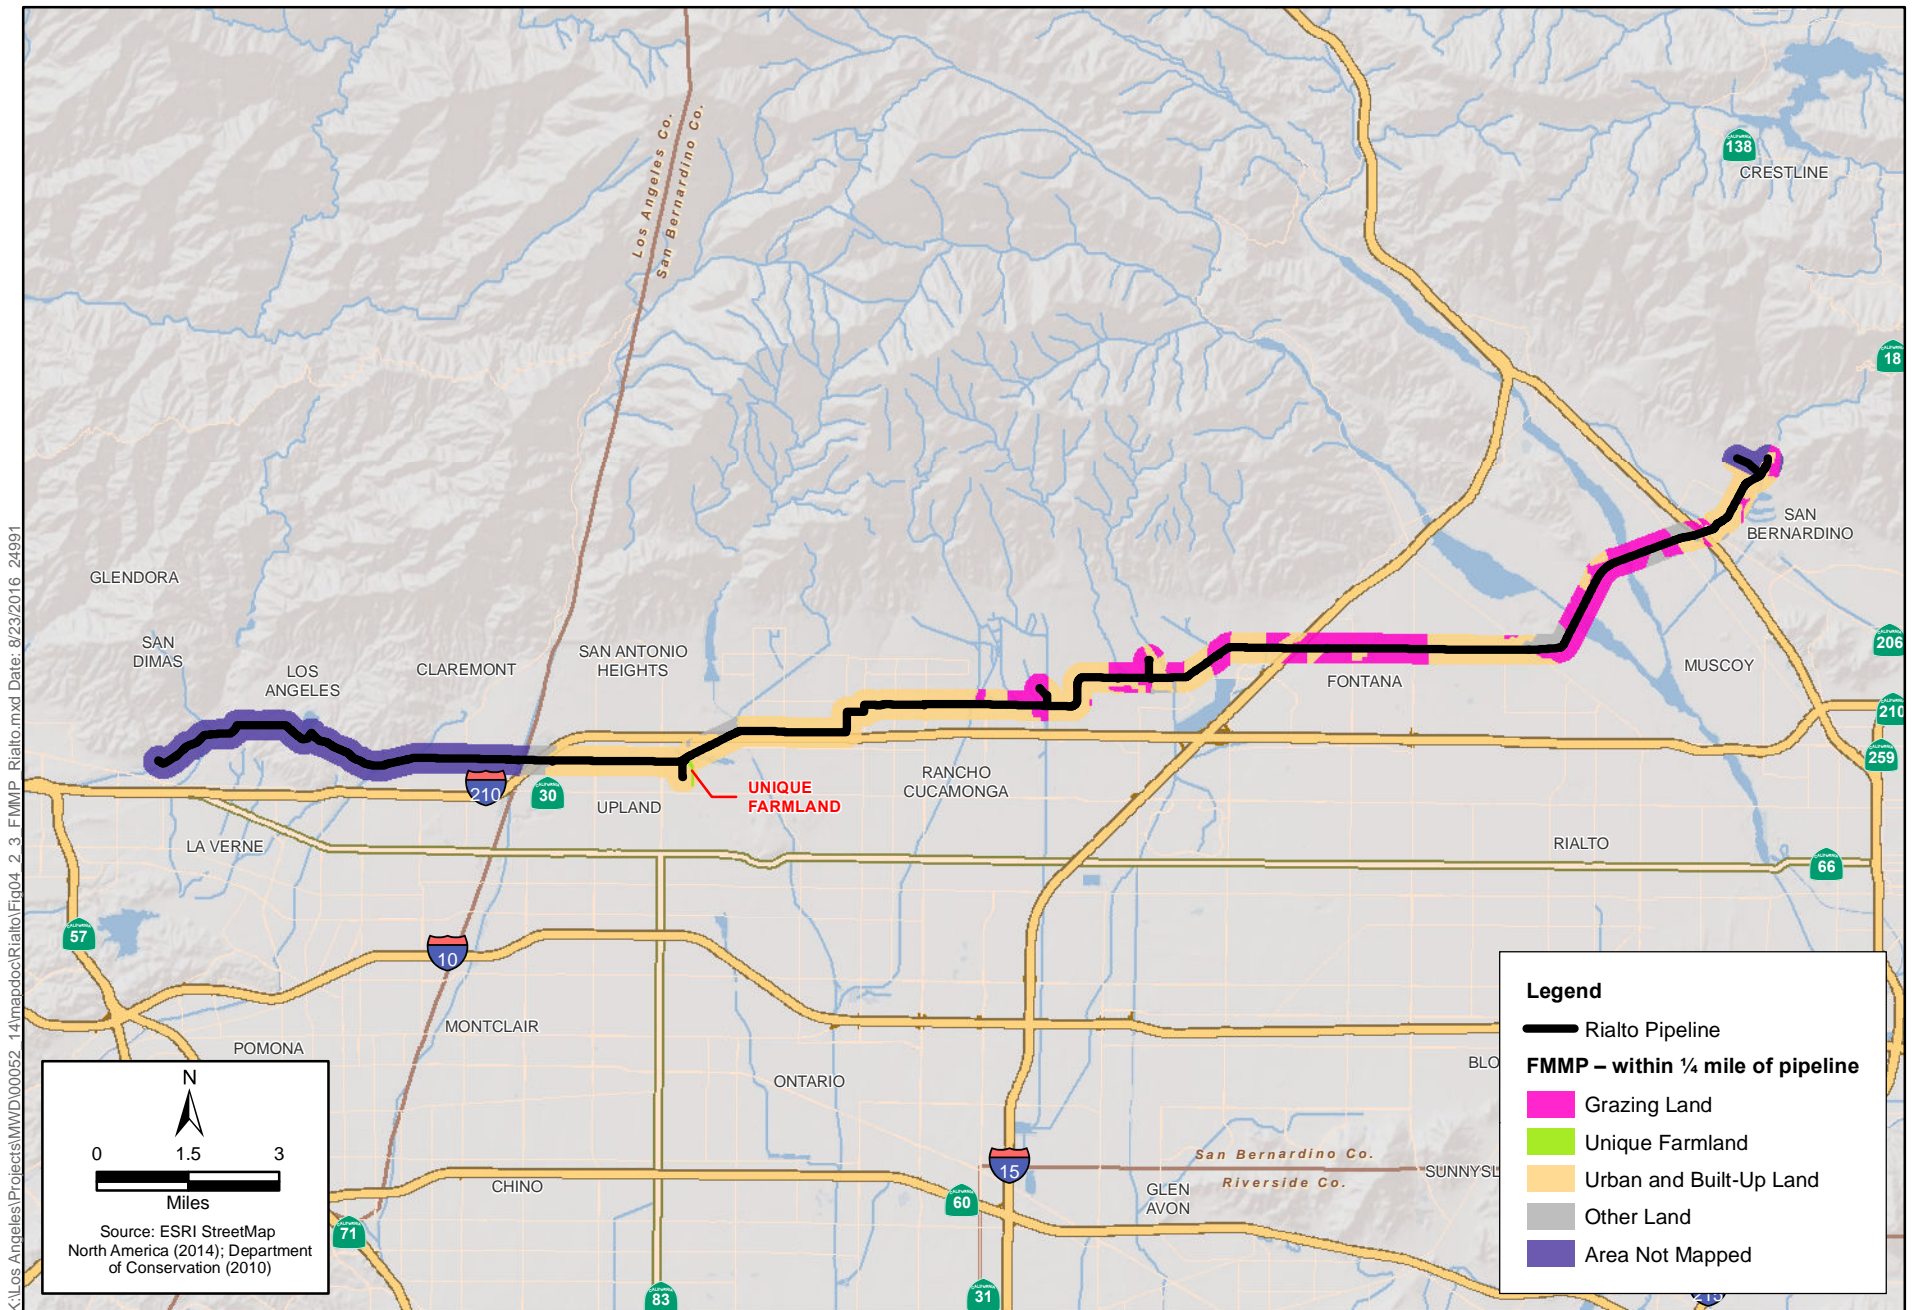 K:\Los Angeles\Projects\MWD\00052_14\mapdoc\Rialto\Fig04_2_3_FMMP_Rialto.mxd Date: 8/23/2016 24991
Los Angeles Co.
San Bernardino Co.
138
CRESTLINE
18
GLENDORA
SAN
DIMAS
LOS
ANGELES
CLAREMONT
SAN ANTONIO
HEIGHTS
SAN
BERNARDINO
206
MUSCOY
FONTANA
210
259
210
30
UPLAND
UNIQUE
FARMLAND
RANCHO
CUCAMONGA
LA VERNE
RIALTO
66
57
10
MONTCLAIR
POMONA
ONTARIO
BLO
15
San Bernardino Co.
Riverside Co.
SUNNYSL
CHINO
60
GLEN
AVON
71
83
31
215
N
0 1.5 3
Miles
Source: ESRI StreetMap
North America (2014); Department
of Conservation (2010)
Legend
Rialto Pipeline
FMMP – within ¼ mile of pipeline
Grazing Land
Unique Farmland
Urban and Built-Up Land
Other Land
Area Not Mapped